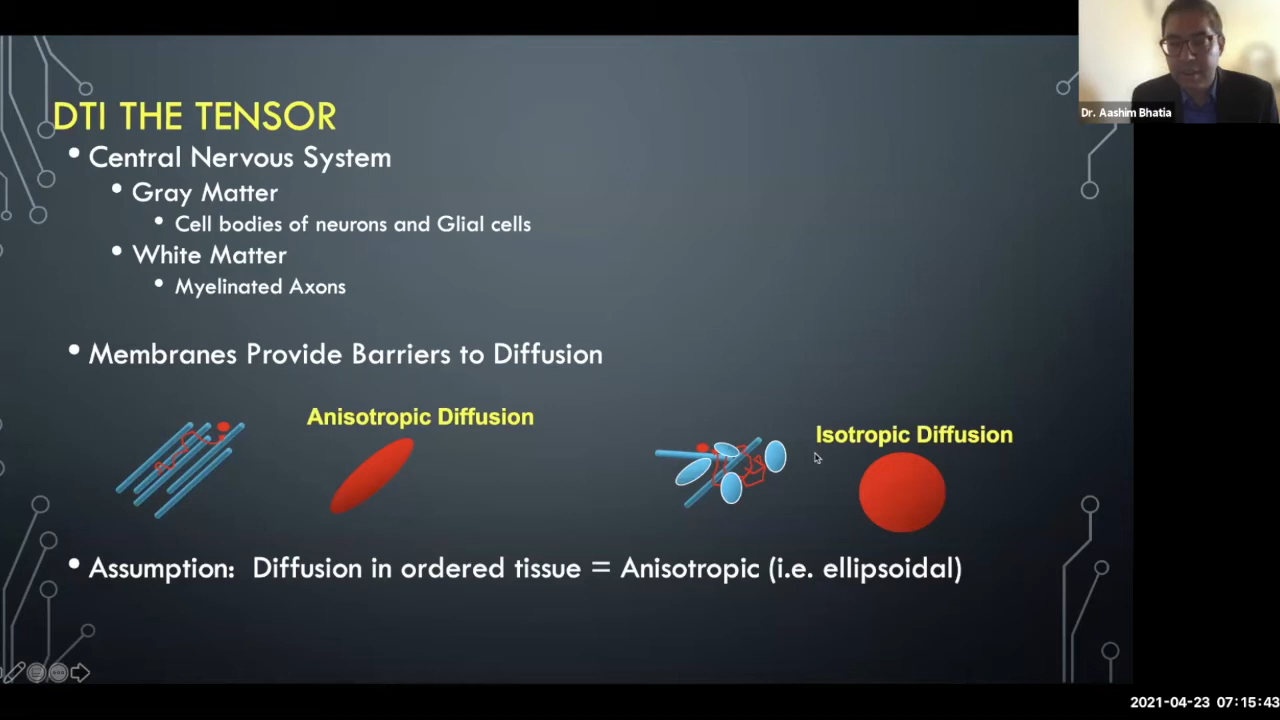 Dr. Aashim Bhatia
DTI THE TENSOR
• Central Nervous System
• Gray Matter
• Cell bodies of neurons and Glial cells
• White Matter
• Myelinated Axons
• Membranes Provide Barriers to Diffusion
Anisotropic Diffusion
Isotropic Diffusion
• Assumption: Diffusion in ordered tissue = Anisotropic (i.e. ellipsoidal)
2021-04-23 07:15:43